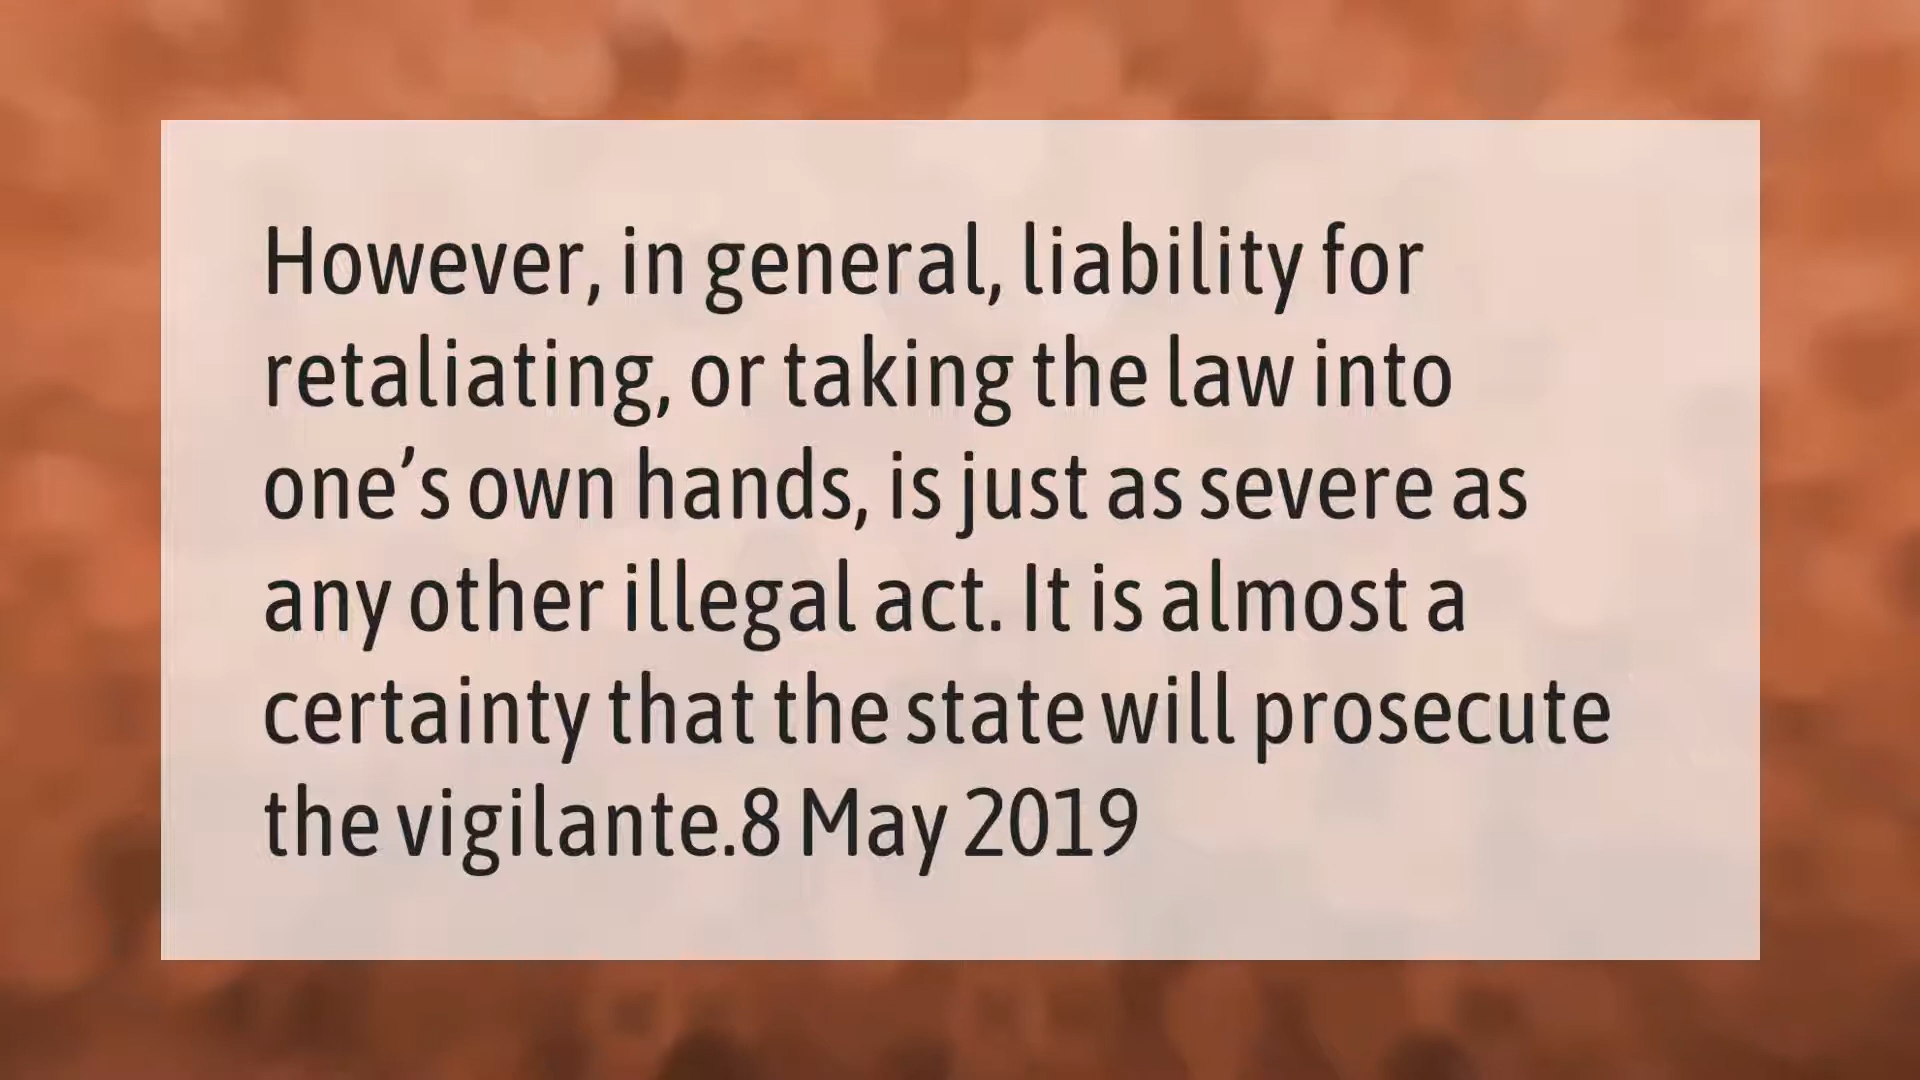 However, in general, liability for
retaliating, or taking the law into
one’s own hands, is just as severe as
any other illegal act. It is almost a
certainty that the state will prosecute
the vigilante.8 May 2019